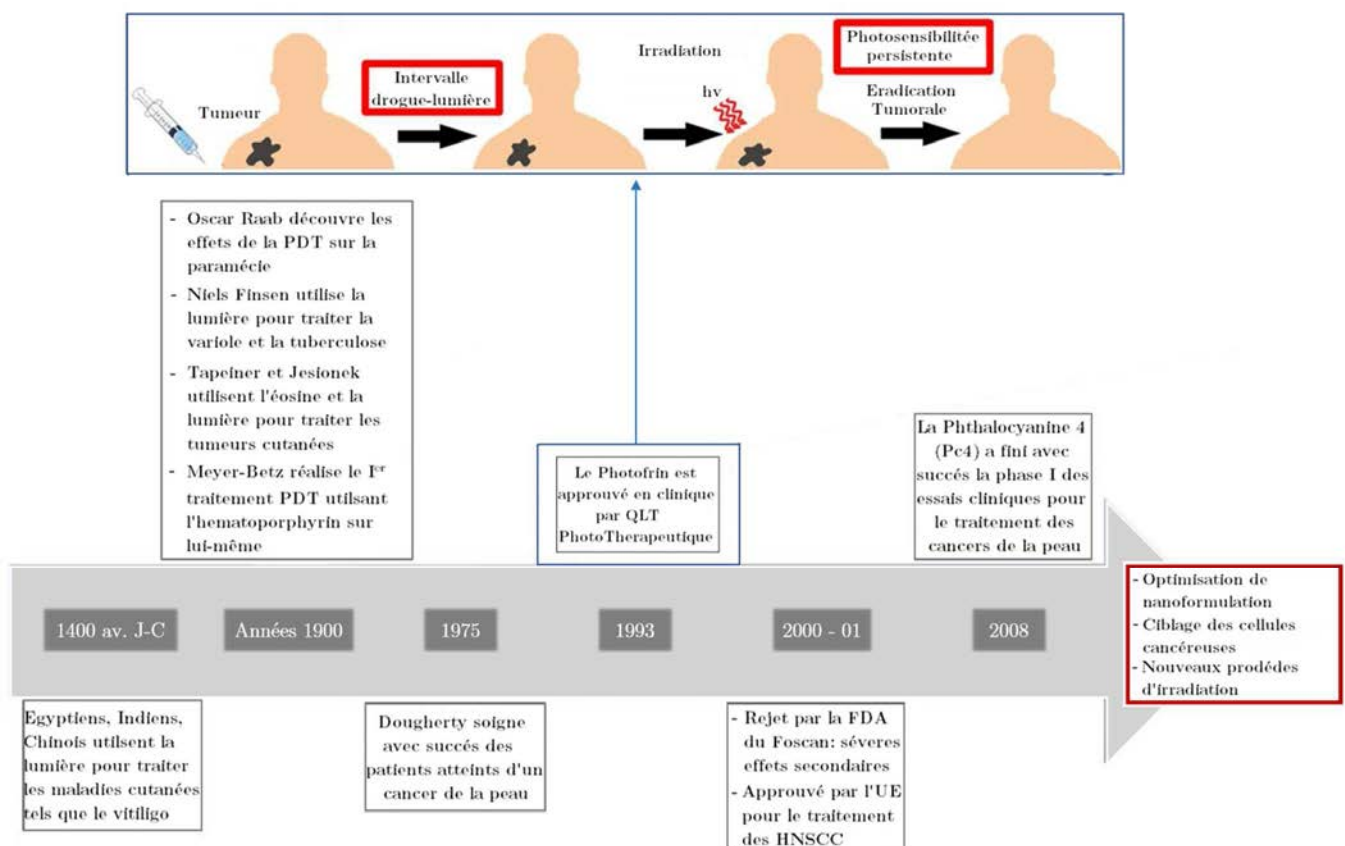 Tumeur
Intervalle
drogue-lumière
Irradiation
hv
Photosensibilitée
persistente
Eradication
Tumorale
- Oscar Raab découvre les
effets de la PDT sur la
paramécie
- Niels Finsen utilise la
lumière pour traiter la
variole et la tuberculose
- Tapeiner et Jesionek
utilisent l'éosine et la
lumière pour traiter les
tumeurs cutanées
- Meyer-Betz réalise le Iᵉʳ
traitement PDT utilsant
l'hematoporphyrin sur
lui-même
Le Photofrin est
approuvé en clinique
par QLT
PhotoTherapeutique
La Phthalocyanine 4
(Pc4) a fini avec
succés la phase I des
essais cliniques pour
le traitement des
cancers de la peau
1400 av. J-C
Années 1900
1975
1993
2000 - 01
2008
- Optimisation de
nanoformulation
- Ciblage des cellules
cancéreuses
- Nouveaux prodédes
d'irradiation
Egyptiens, Indiens,
Chinois utilsent la
lumière pour traiter
les maladies cutanées
tels que le vitiligo
Dougherty soigne
avec succés des
patients atteints d'un
cancer de la peau
- Rejet par la FDA
du Foscan: séveres
effets secondaires
- Approuvé par l'UE
pour le traitement
des HNSCC